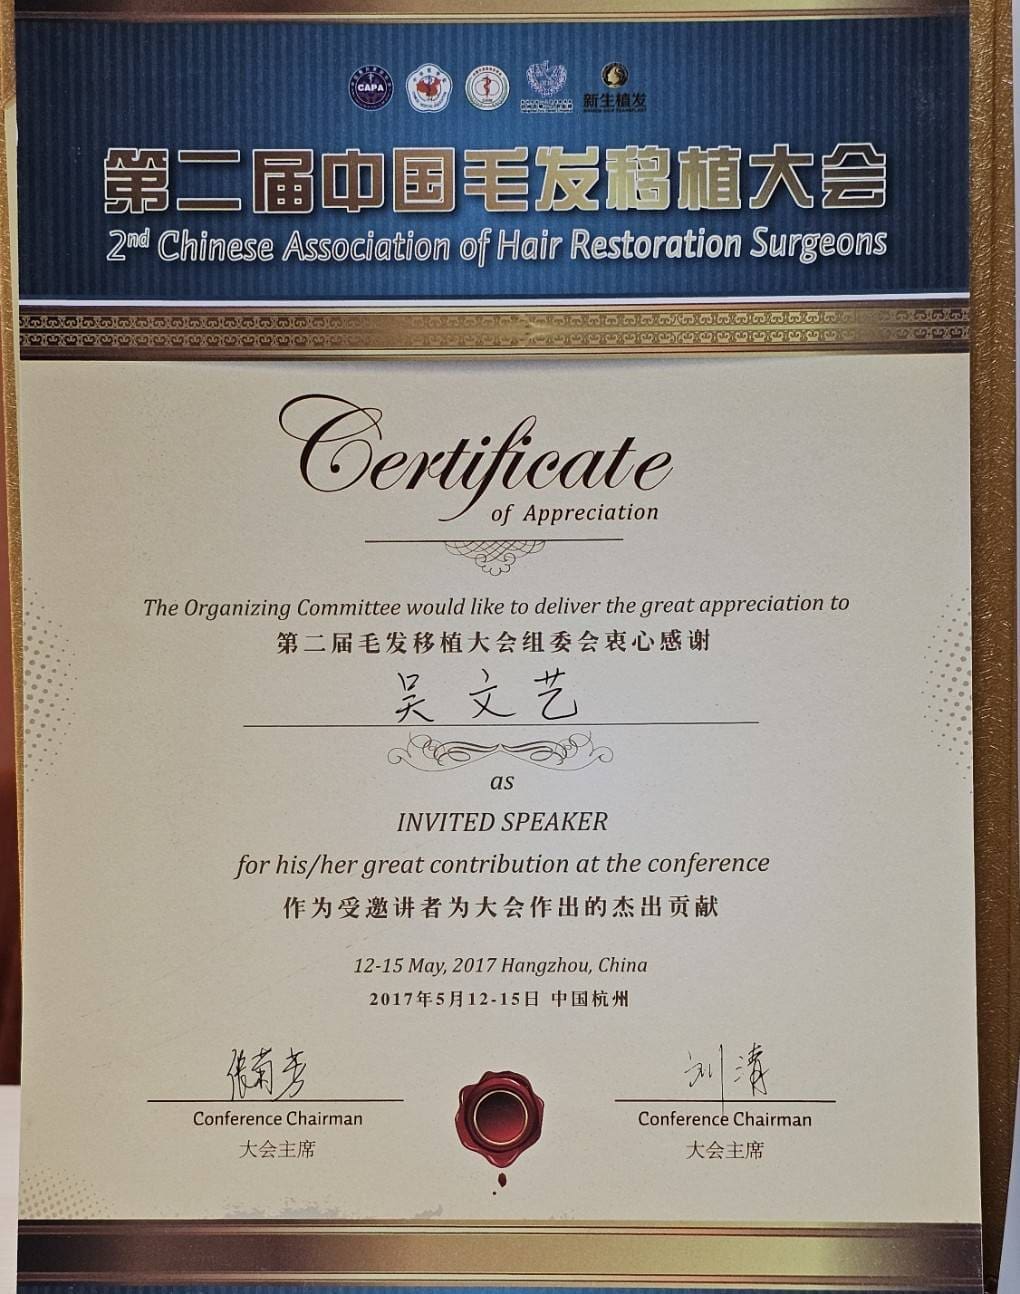 CAPA
新生植发
第二届中国毛发移植大会
2nd Chinese Association of Hair Restoration Surgeons
Certificate
of Appreciation
The Organizing Committee would like to deliver the great appreciation to
第二届毛发移植大会组委会衷心感谢
吴文艺
as
INVITED SPEAKER
for his/her great contribution at the conference
作为受邀讲者为大会作出的杰出贡献
12-15 May, 2017 Hangzhou, China
2017年5月12-15日 中国杭州
张菊芳 刘清
Conference Chairman Conference Chairman
大会主席 大会主席